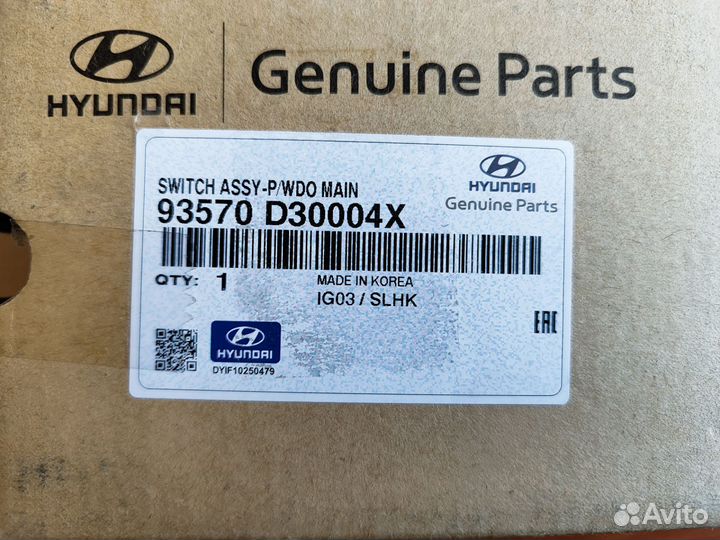 HYUNDAI
Genuine Parts
SWITCH ASSY-P/WDO MAIN
93570 D30004X
HYUNDAI
Genuine Parts
QTY: 1
MADE IN KOREA
IG03 / SLHK
EAC
HYUNDAI
DYIF10250479
Avito